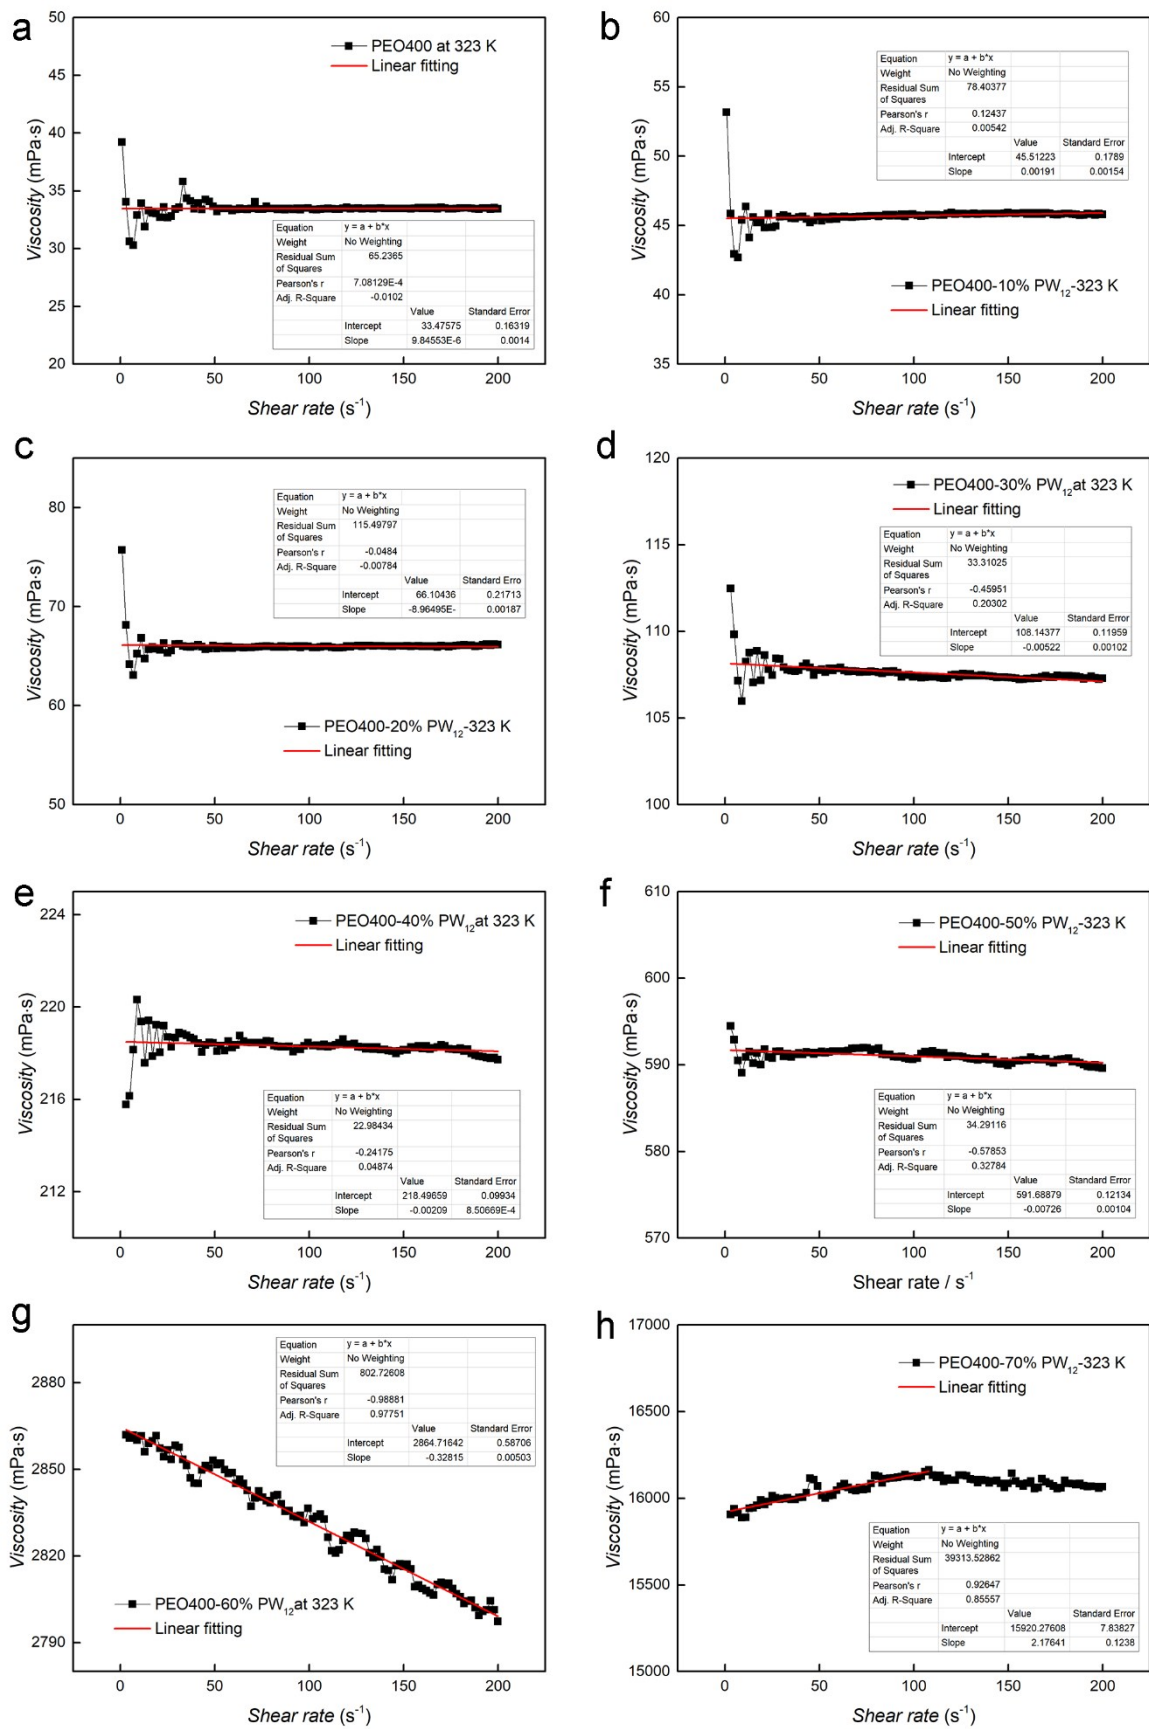 a
50
45
40
35
30
25
20
Viscosity (mPa·s)
PEO400 at 323 K
Linear fitting
Equation y = a + b*x
Weight No Weighting
Residual Sum of Squares 65.2365
Pearson's r 7.08129E-4
Adj. R-Square -0.0102
Value Standard Error
Intercept 33.47575 0.16319
Slope 9.84553E-6 0.0014
0 50 100 150 200
Shear rate (s⁻¹)
b
60
55
50
45
40
35
Viscosity (mPa·s)
Equation y = a + b*x
Weight No Weighting
Residual Sum of Squares 78.40377
Pearson's r 0.12437
Adj. R-Square 0.00542
Value Standard Error
Intercept 45.51223 0.1789
Slope 0.00191 0.00154
PEO400-10% PW₁₂-323 K
Linear fitting
0 50 100 150 200
Shear rate (s⁻¹)
c
80
70
60
50
Viscosity (mPa·s)
Equation y = a + b*x
Weight No Weighting
Residual Sum of Squares 115.49797
Pearson's r -0.0484
Adj. R-Square -0.00784
Value Standard Erro
Intercept 66.10436 0.21713
Slope -8.96495E- 0.00187
PEO400-20% PW₁₂-323 K
Linear fitting
0 50 100 150 200
Shear rate (s⁻¹)
d
120
115
110
105
100
Viscosity (mPa·s)
PEO400-30% PW₁₂at 323 K
Linear fitting
Equation y = a + b*x
Weight No Weighting
Residual Sum of Squares 33.31025
Pearson's r -0.45951
Adj. R-Square 0.20302
Value Standard Error
Intercept 108.14377 0.11959
Slope -0.00522 0.00102
0 50 100 150 200
Shear rate (s⁻¹)
e
224
220
216
212
Viscosity (mPa·s)
PEO400-40% PW₁₂at 323 K
Linear fitting
Equation y = a + b*x
Weight No Weighting
Residual Sum of Squares 22.98434
Pearson's r -0.24175
Adj. R-Square 0.04874
Value Standard Error
Intercept 218.49659 0.09934
Slope -0.00209 8.50669E-4
0 50 100 150 200
Shear rate (s⁻¹)
f
610
600
590
580
570
Viscosity (mPa·s)
PEO400-50% PW₁₂-323 K
Linear fitting
Equation y = a + b*x
Weight No Weighting
Residual Sum of Squares 34.29116
Pearson's r -0.57853
Adj. R-Square 0.32784
Value Standard Error
Intercept 591.68879 0.12134
Slope -0.00726 0.00104
0 50 100 150 200
Shear rate / s⁻¹
g
2880
2850
2820
2790
Viscosity (mPa·s)
Equation y = a + b*x
Weight No Weighting
Residual Sum of Squares 802.72608
Pearson's r -0.98881
Adj. R-Square 0.97751
Value Standard Error
Intercept 2864.71642 0.58706
Slope -0.32815 0.00503
PEO400-60% PW₁₂at 323 K
Linear fitting
0 50 100 150 200
Shear rate (s⁻¹)
h
17000
16500
16000
15500
15000
Viscosity (mPa·s)
PEO400-70% PW₁₂-323 K
Linear fitting
Equation y = a + b*x
Weight No Weighting
Residual Sum of Squares 39313.52862
Pearson's r 0.92647
Adj. R-Square 0.85557
Value Standard Error
Intercept 15920.27608 7.83827
Slope 2.17641 0.1238
0 50 100 150 200
Shear rate (s⁻¹)